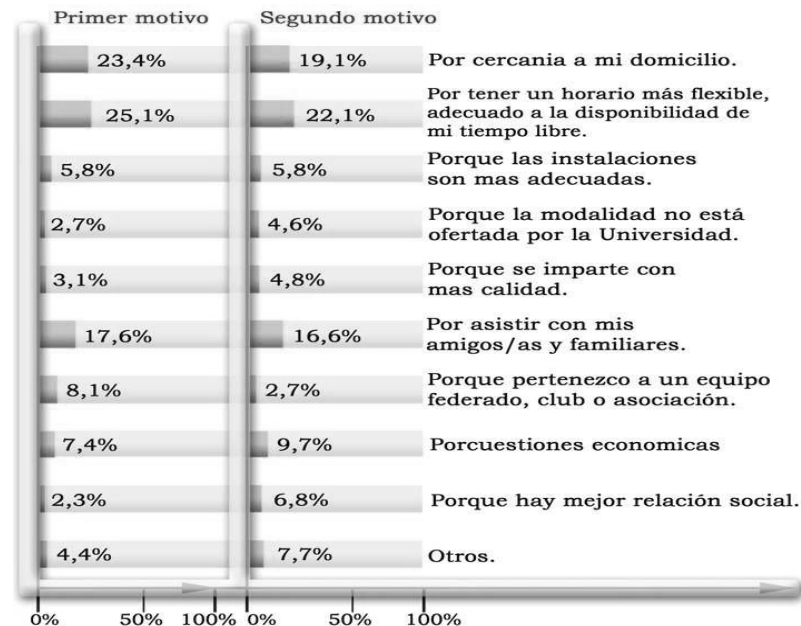 Primer motivo Segundo motivo
23,4% 19,1% Por cercania a mi domicilio.
Por tener un horario más flexible,
25,1% 22,1% adecuado a la disponibilidad de
mi tiempo libre.
5,8% 5,8% Porque las instalaciones
son mas adecuadas.
2,7% 4,6% Porque la modalidad no está
ofertada por la Universidad.
3,1% 4,8% Porque se imparte con
mas calidad.
17,6% 16,6% Por asistir con mis
amigos/as y familiares.
8,1% 2,7% Porque pertenezco a un equipo
federado, club o asociación.
7,4% 9,7% Porcuestiones economicas
2,3% 6,8% Porque hay mejor relación social.
4,4% 7,7% Otros.
0% 50% 100% 0% 50% 100%